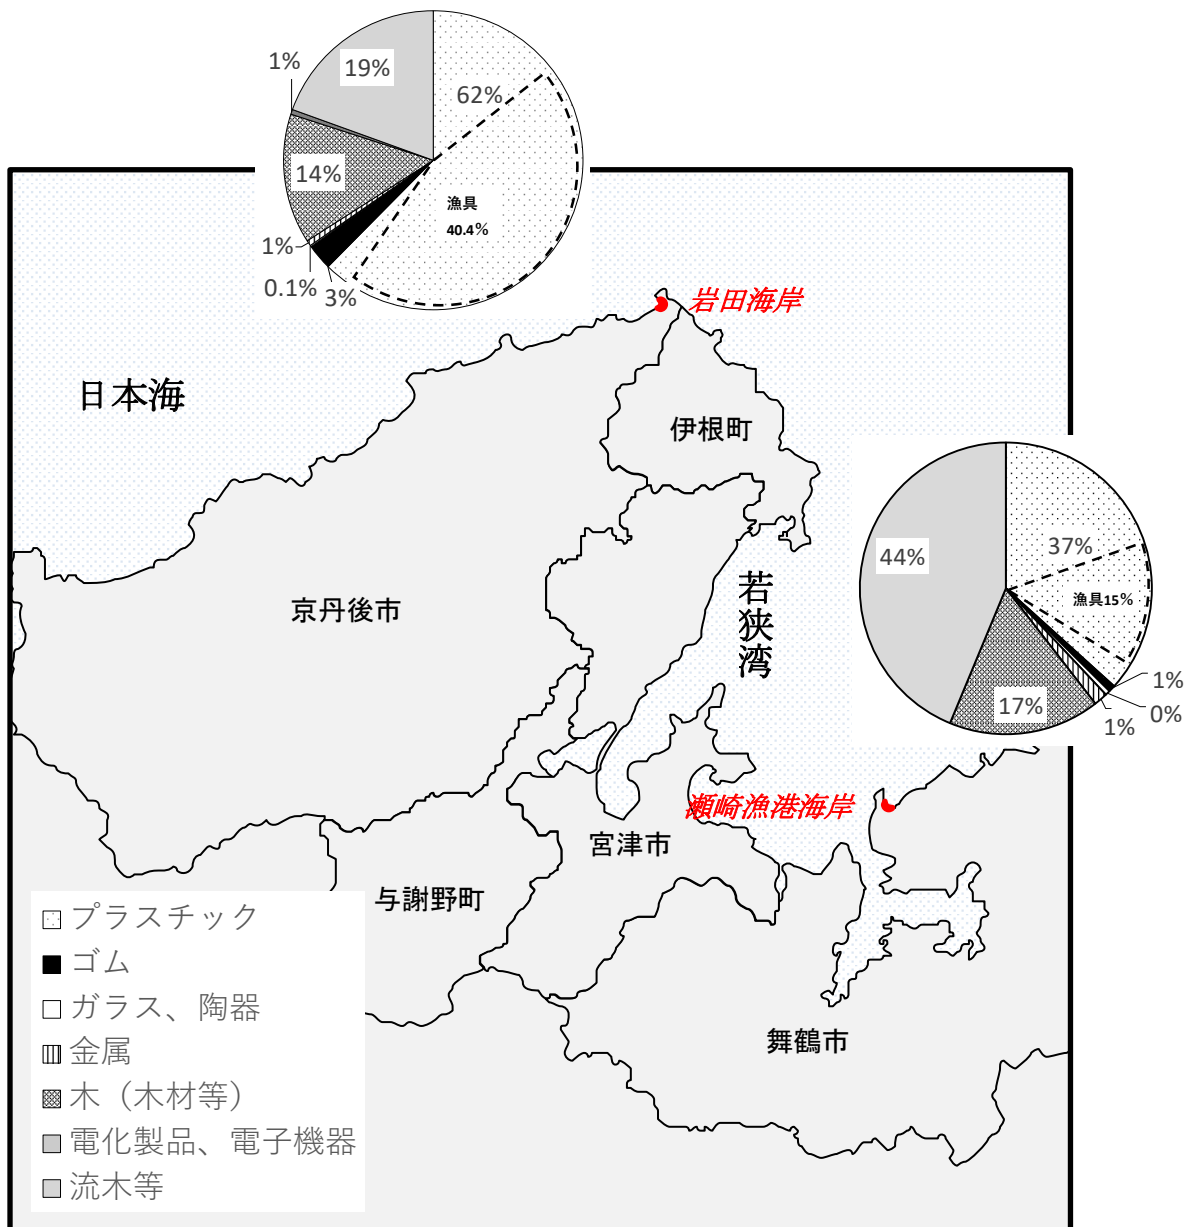 1%
19%
62%
14%
漁具
40.4%
1%
0.1%
3%
岩田海岸
日本海
伊根町
44%
37%
漁具15%
京丹後市
若狭湾
1%
0%
1%
17%
瀬崎漁港海岸
宮津市
与謝野町
舞鶴市
プラスチック
ゴム
ガラス、陶器
金属
木（木材等）
電化製品、電子機器
流木等